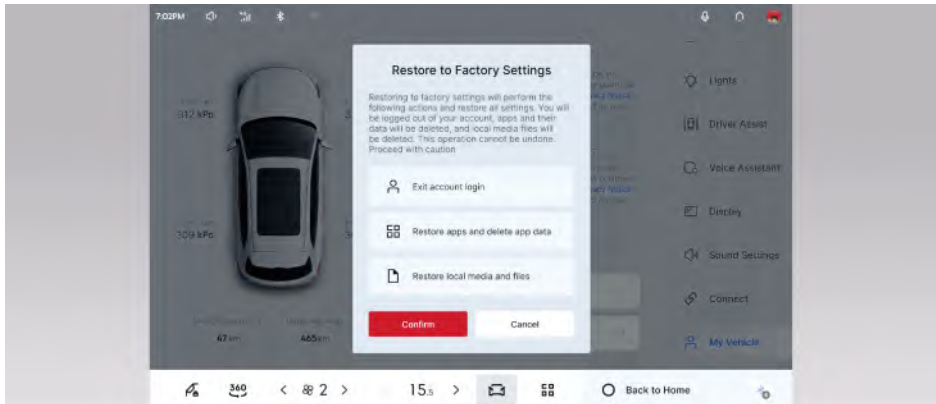 7:02PM
Restore to Factory Settings
Restoring to factory settings will perform the
following actions and restore all settings. You will
be logged out of your account, apps and their
data will be deleted, and local media files will
be deleted. This operation cannot be undone.
Proceed with caution
Exit account login
Restore apps and delete app data
Restore local media and files
Confirm
Cancel
312 kPa
309 kPa
67 km
465 km
Lights
Driver Assist
Voice Assistant
Display
Sound Settings
Connect
My Vehicle
360
< 2 >
15.5 >
Back to Home